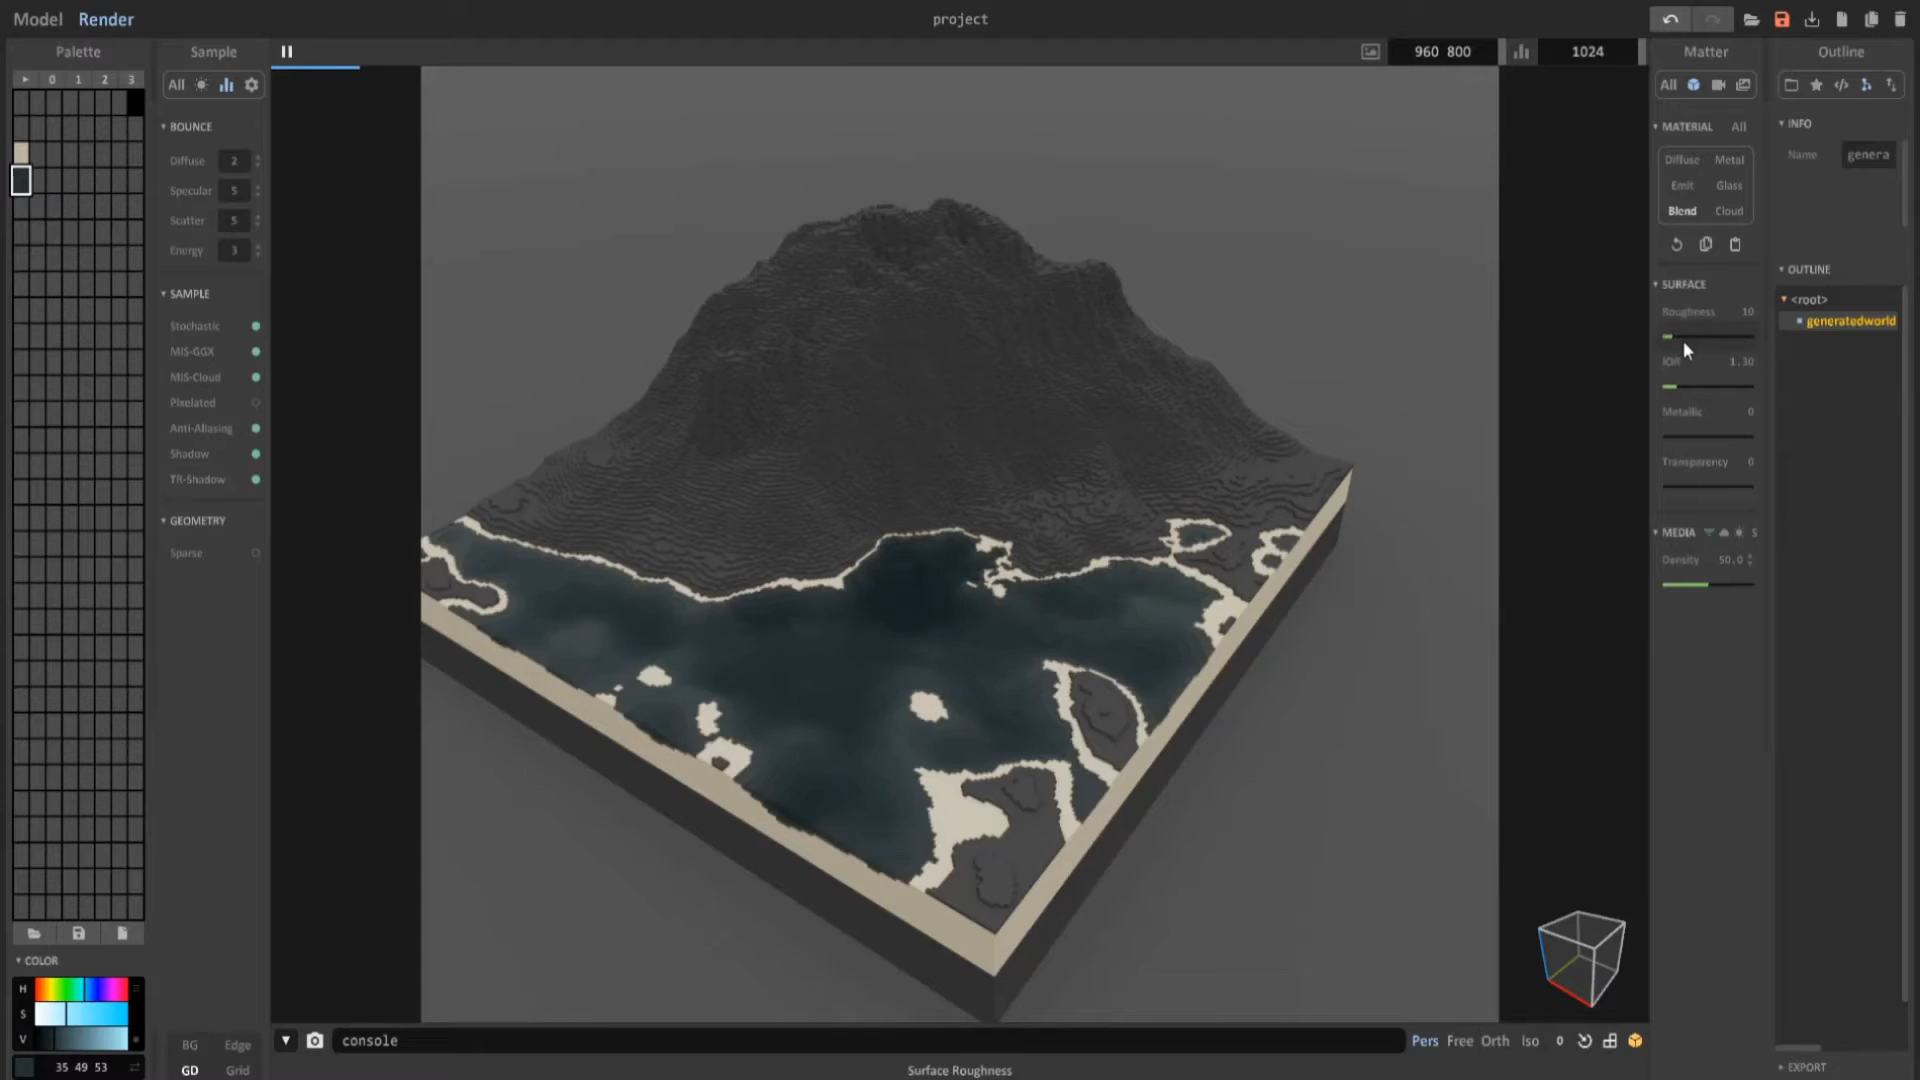 Model Render
project
Palette
Sample
960 800
1024
Matter
Outline
0 1 2 3
All
All
BOUNCE
Diffuse 2
Specular 5
Scatter 5
Energy 3
SAMPLE
Stochastic
MIS-GGX
MIS-Cloud
Pixelated
Anti-Aliasing
Shadow
TR-Shadow
GEOMETRY
Sparse
MATERIAL All
Diffuse Metal
Emit Glass
Blend Cloud
SURFACE
Roughness 10
IOR 1.30
Metallic 0
Transparency 0
MEDIA S
Density 50.0
INFO
Name genera
OUTLINE
<root>
generatedworld
COLOR
H
S
V
35 49 53
BG Edge
GD Grid
console
Pers Free Orth Iso 0
Surface Roughness
EXPORT